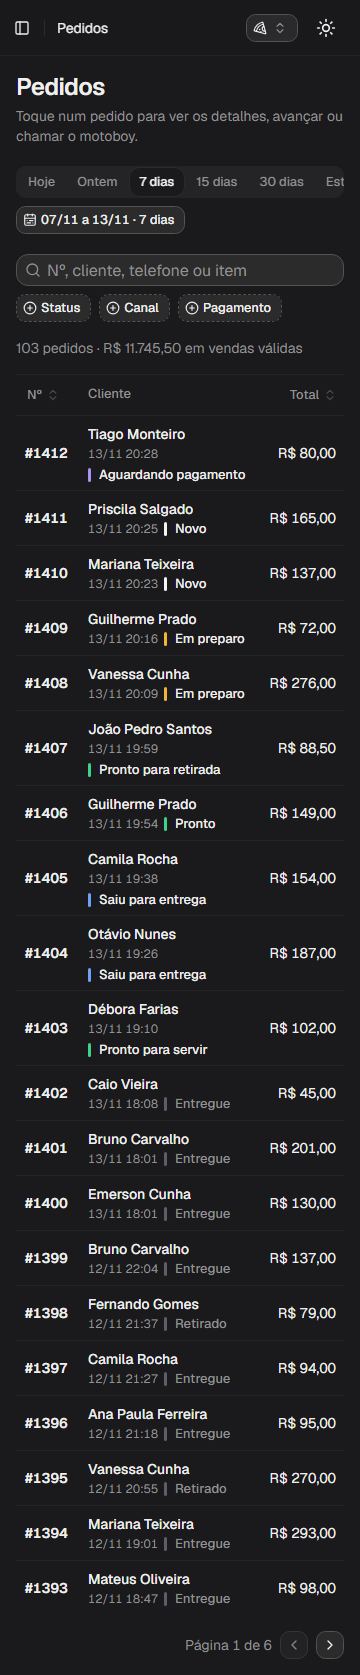 Pedidos
Pedidos
Toque num pedido para ver os detalhes, avançar ou
chamar o motoboy.
Hoje Ontem 7 dias 15 dias 30 dias Est
07/11 a 13/11 · 7 dias
Nº, cliente, telefone ou item
Status Canal Pagamento
103 pedidos · R$ 11.745,50 em vendas válidas
Nº Cliente Total
Tiago Monteiro
#1412 13/11 20:28 R$ 80,00
Aguardando pagamento
Priscila Salgado
#1411 13/11 20:25 Novo R$ 165,00
Mariana Teixeira
#1410 13/11 20:23 Novo R$ 137,00
Guilherme Prado
#1409 13/11 20:16 Em preparo R$ 72,00
Vanessa Cunha
#1408 13/11 20:09 Em preparo R$ 276,00
João Pedro Santos
#1407 13/11 19:59 R$ 88,50
Pronto para retirada
Guilherme Prado
#1406 13/11 19:54 Pronto R$ 149,00
Camila Rocha
#1405 13/11 19:38 R$ 154,00
Saiu para entrega
Otávio Nunes
#1404 13/11 19:26 R$ 187,00
Saiu para entrega
Débora Farias
#1403 13/11 19:10 R$ 102,00
Pronto para servir
Caio Vieira
#1402 13/11 18:08 Entregue R$ 45,00
Bruno Carvalho
#1401 13/11 18:01 Entregue R$ 201,00
Emerson Cunha
#1400 13/11 18:01 Entregue R$ 130,00
Bruno Carvalho
#1399 12/11 22:04 Entregue R$ 137,00
Fernando Gomes
#1398 12/11 21:37 Retirado R$ 79,00
Camila Rocha
#1397 12/11 21:27 Entregue R$ 94,00
Ana Paula Ferreira
#1396 12/11 21:18 Entregue R$ 95,00
Vanessa Cunha
#1395 12/11 20:55 Retirado R$ 270,00
Mariana Teixeira
#1394 12/11 19:01 Entregue R$ 293,00
Mateus Oliveira
#1393 12/11 18:47 Entregue R$ 98,00
Página 1 de 6